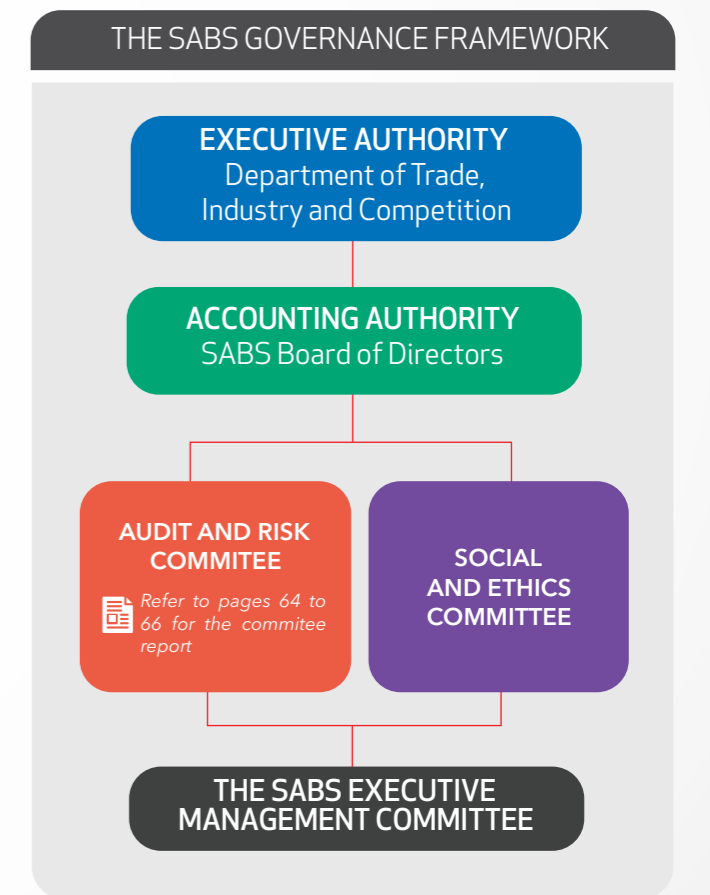 THE SABS GOVERNANCE FRAMEWORK
EXECUTIVE AUTHORITY
Department of Trade,
Industry and Competition
ACCOUNTING AUTHORITY
SABS Board of Directors
AUDIT AND RISK
COMMITEE
Refer to pages 64 to
66 for the commitee
report
SOCIAL
AND ETHICS
COMMITTEE
THE SABS EXECUTIVE
MANAGEMENT COMMITTEE